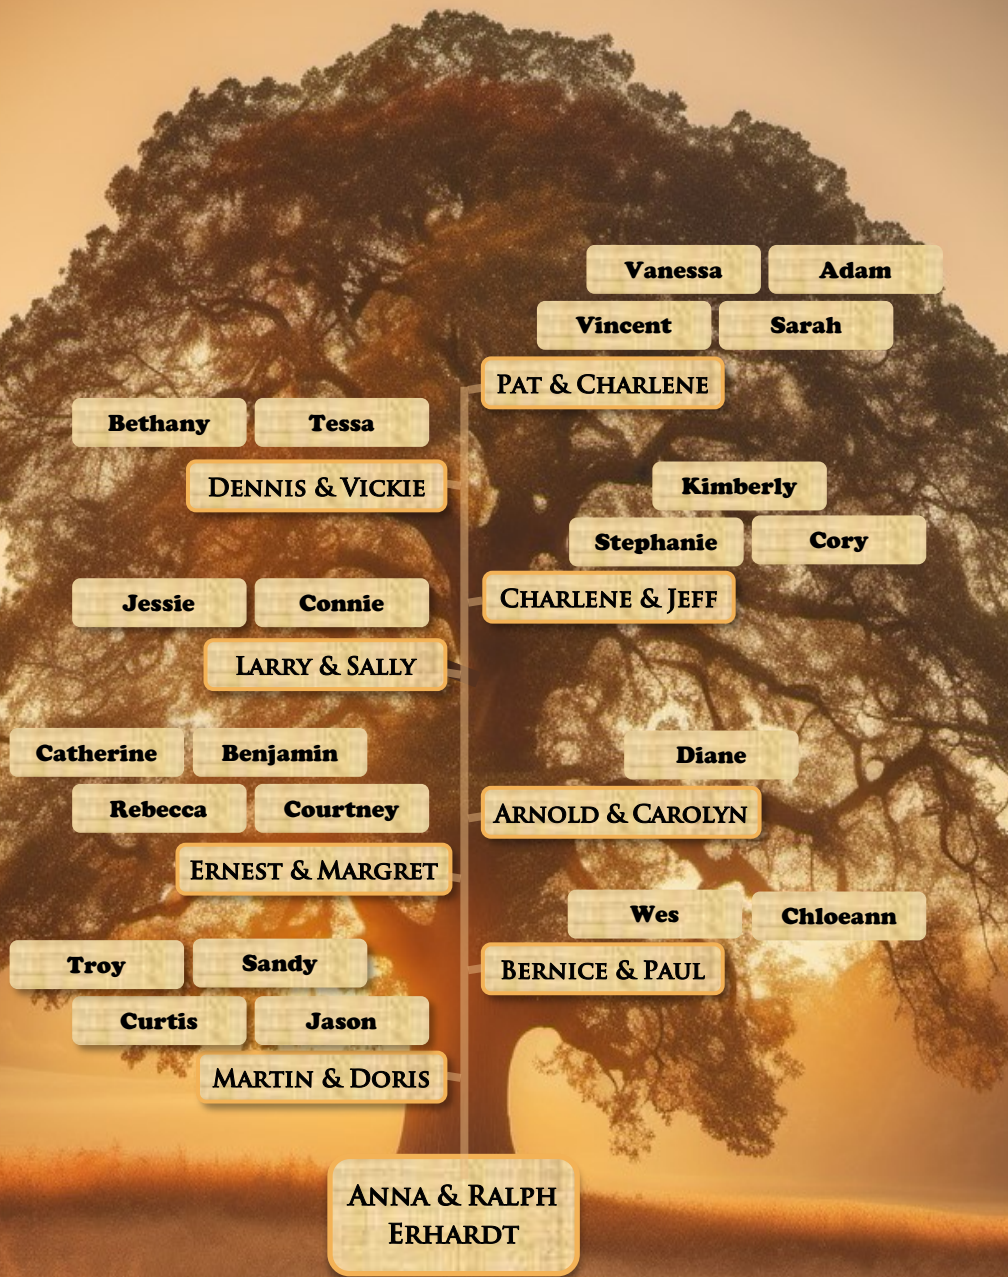 Vanessa Adam
Vincent Sarah
PAT & CHARLENE
Bethany Tessa
DENNIS & VICKIE
Kimberly
Stephanie Cory
CHARLENE & JEFF
Jessie Connie
LARRY & SALLY
Catherine Benjamin
Diane
Rebecca Courtney
ARNOLD & CAROLYN
ERNEST & MARGRET
Wes Chloeann
Troy Sandy
BERNICE & PAUL
Curtis Jason
MARTIN & DORIS
ANNA & RALPH
ERHARDT